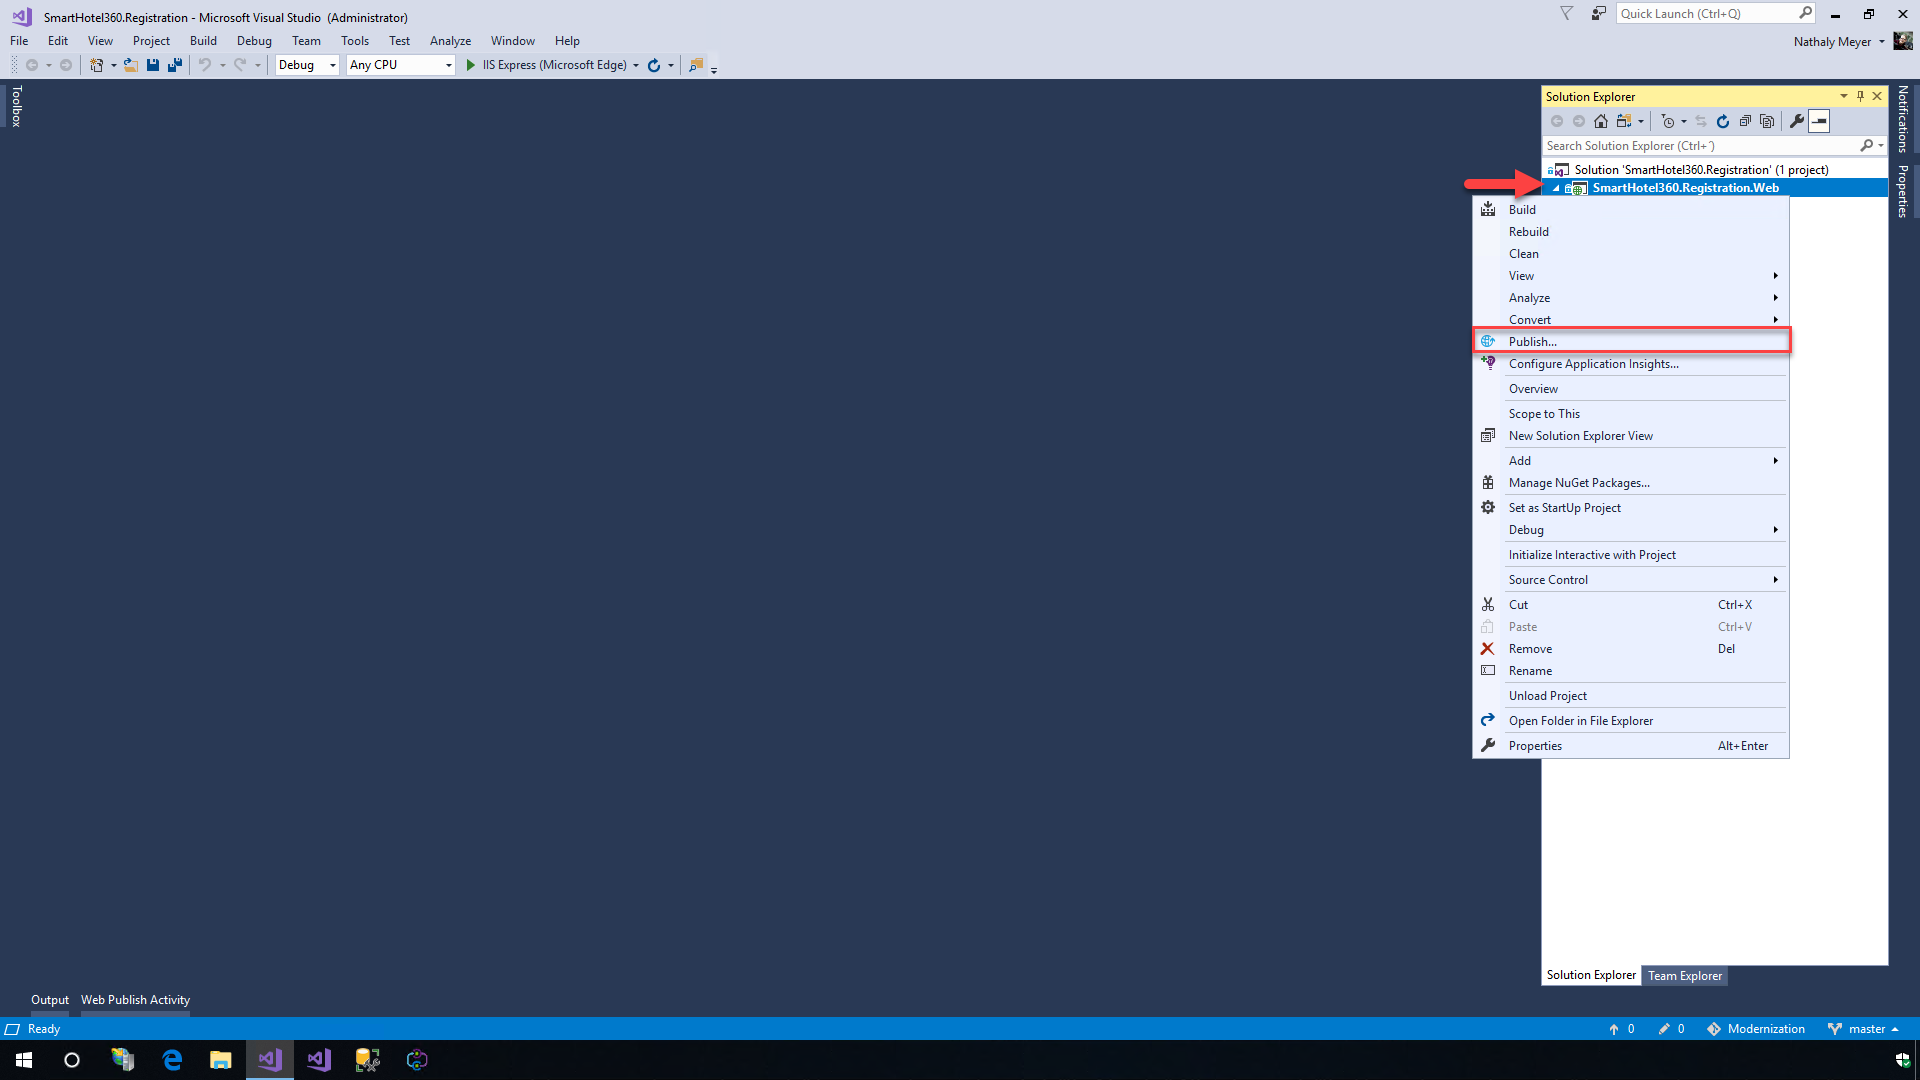 SmartHotel360.Registration - Microsoft Visual Studio (Administrator)
Quick Launch (Ctrl+Q)
File Edit View Project Build Debug Team Tools Test Analyze Window Help
Nathaly Meyer
Debug Any CPU IIS Express (Microsoft Edge)
Toolbox
Solution Explorer
Notifications
Properties
Search Solution Explorer (Ctrl+´)
Solution 'SmartHotel360.Registration' (1 project)
SmartHotel360.Registration.Web
Build
Rebuild
Clean
View
Analyze
Convert
Publish...
Configure Application Insights...
Overview
Scope to This
New Solution Explorer View
Add
Manage NuGet Packages...
Set as StartUp Project
Debug
Initialize Interactive with Project
Source Control
Cut Ctrl+X
Paste Ctrl+V
Remove Del
Rename
Unload Project
Open Folder in File Explorer
Properties Alt+Enter
Solution Explorer Team Explorer
Output Web Publish Activity
Ready 0 0 Modernization master